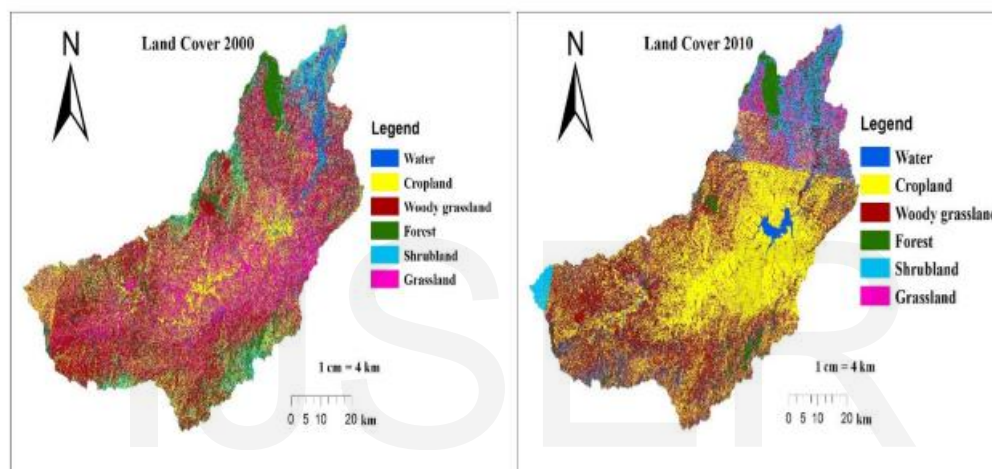 N
Land Cover 2000
Legend
Water
Cropland
Woody grassland
Forest
Shrubland
Grassland
1 cm = 4 km
0 5 10 20 km
N
Land Cover 2010
Legend
Water
Cropland
Woody grassland
Forest
Shrubland
Grassland
1 cm = 4 km
0 5 10 20 km
IJSER